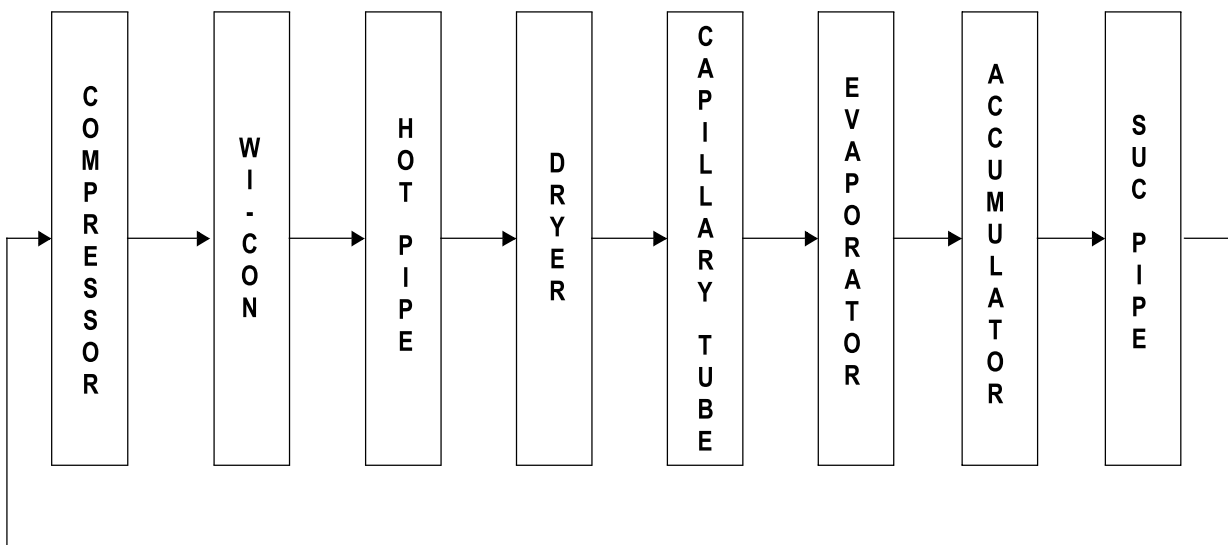 COMPRESSOR
WI-CON
HOT PIPE
DRYER
CAPILLARY TUBE
EVAPORATOR
ACCUMULATOR
SUC PIPE